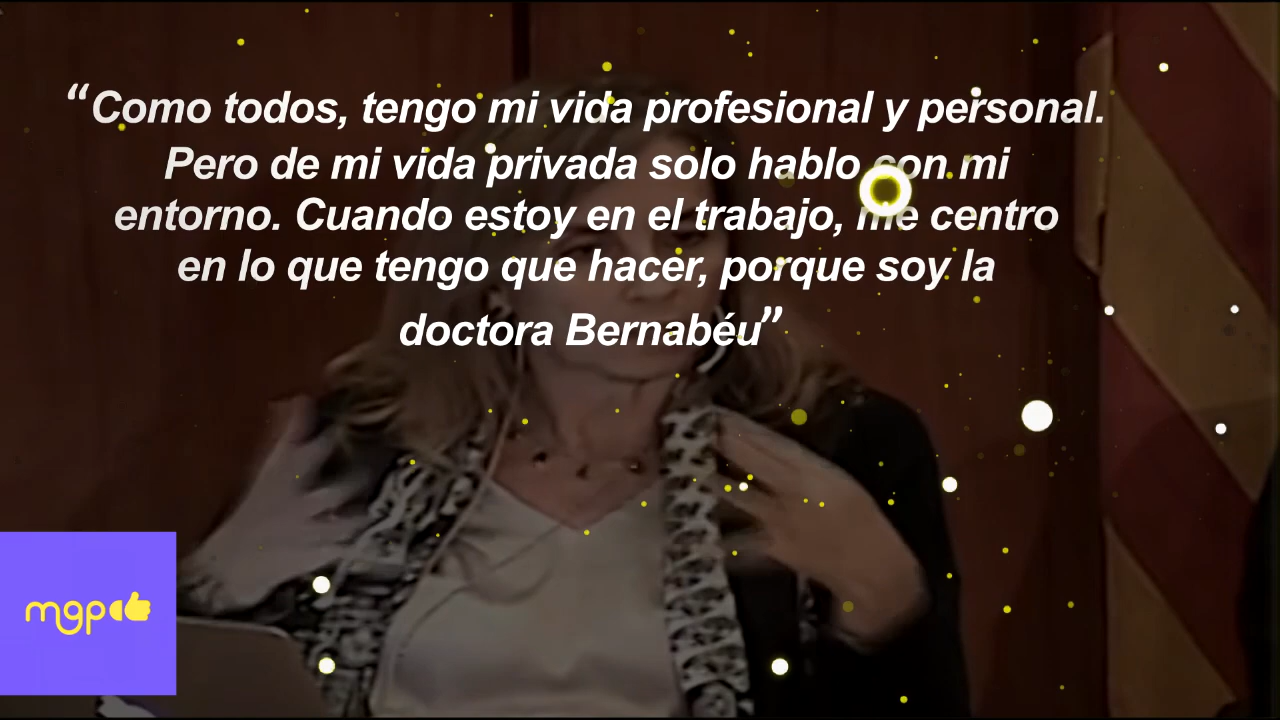 “Como todos, tengo mi vida profesional y personal.
Pero de mi vida privada solo hablo con mi
entorno. Cuando estoy en el trabajo, me centro
en lo que tengo que hacer, porque soy la
doctora Bernabéu”
mgp